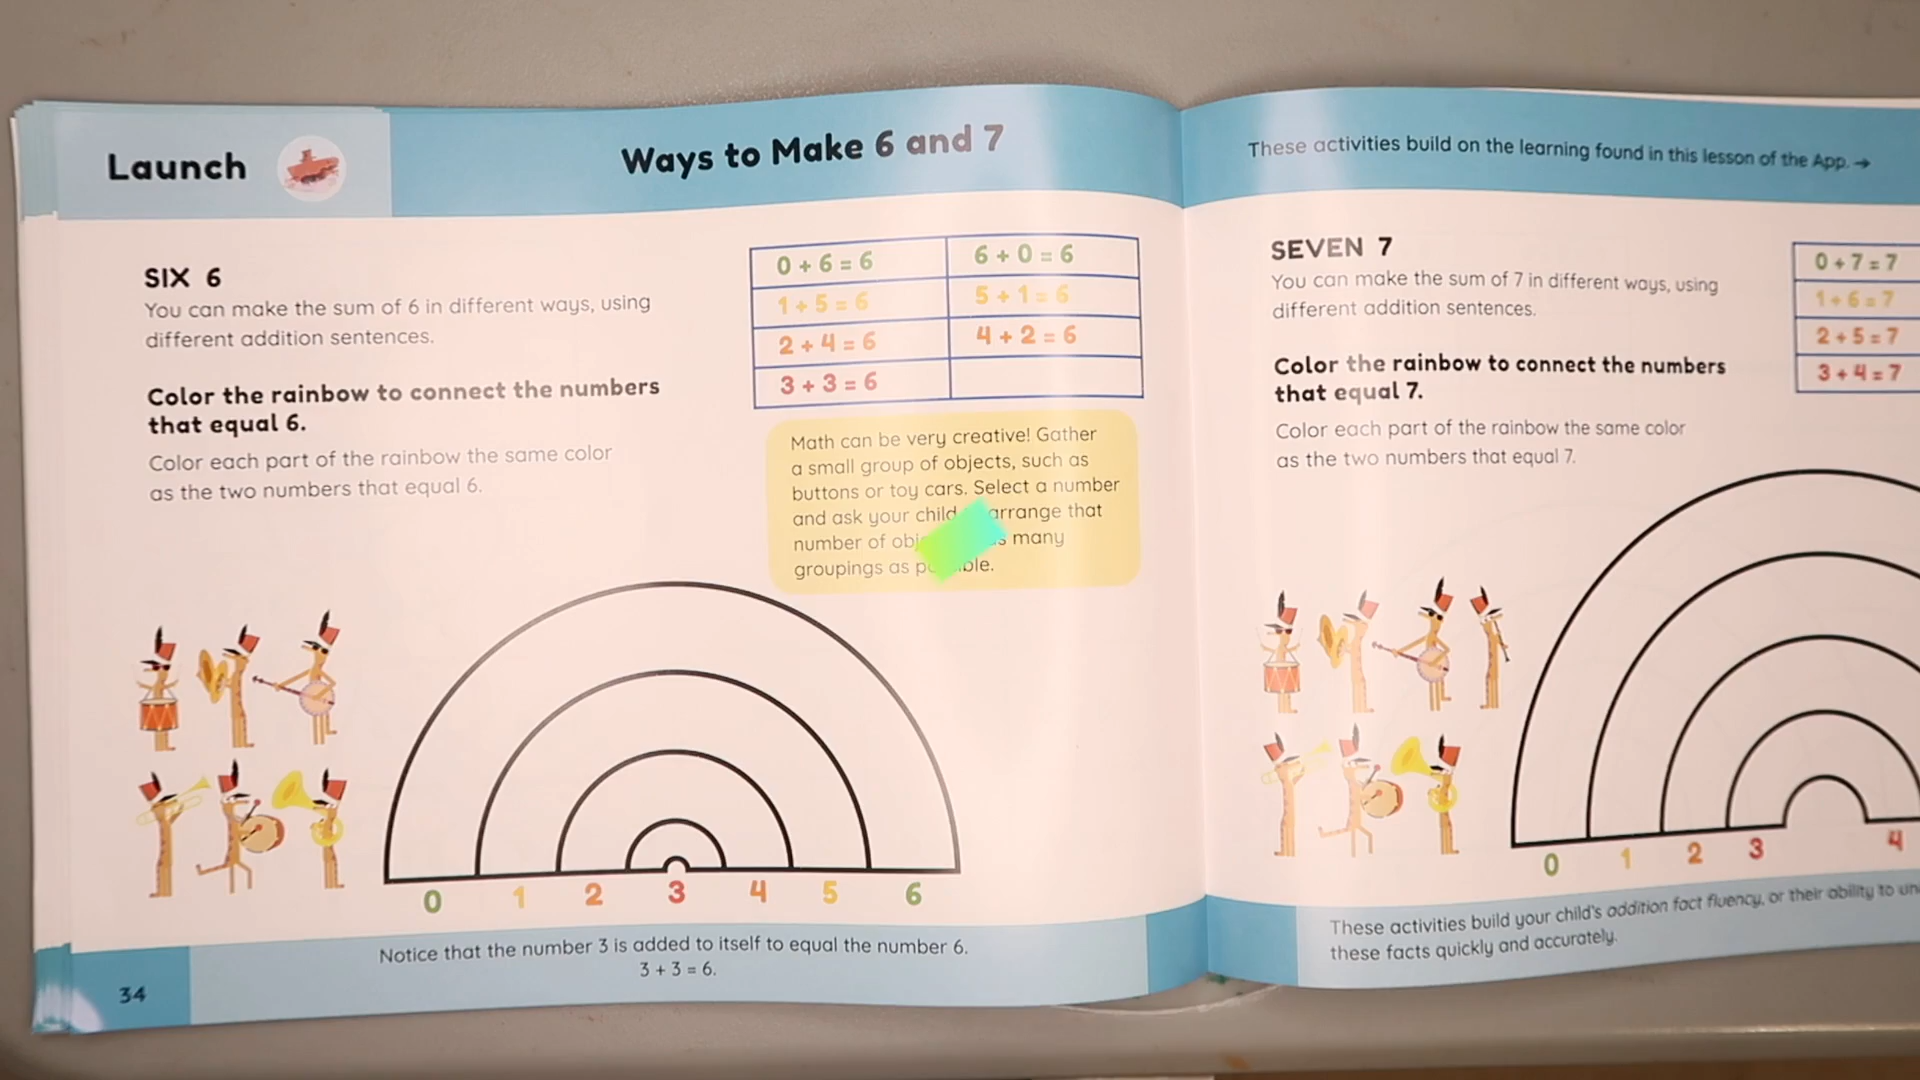 Launch
Ways to Make 6 and 7
SIX 6
You can make the sum of 6 in different ways, using
different addition sentences.
Color the rainbow to connect the numbers
that equal 6.
Color each part of the rainbow the same color
as the two numbers that equal 6.
0 + 6 = 6 6 + 0 = 6
1 + 5 = 6 5 + 1 = 6
2 + 4 = 6 4 + 2 = 6
3 + 3 = 6
Math can be very creative! Gather
a small group of objects, such as
buttons or toy cars. Select a number
and ask your child arrange that
number of many
groupings as
0 1 2 3 4 5 6
Notice that the number 3 is added to itself to equal the number 6.
3 + 3 = 6.
34
These activities build on the learning found in this lesson of the App. →
SEVEN 7
You can make the sum of 7 in different ways, using
different addition sentences.
Color the rainbow to connect the numbers
that equal 7.
Color each part of the rainbow the same color
as the two numbers that equal 7.
0 + 7 = 7
1 + 6 = 7
2 + 5 = 7
3 + 4 = 7
0 1 2 3 4
These activities build your child's addition fact fluency, or their ability to
these facts quickly and accurately.